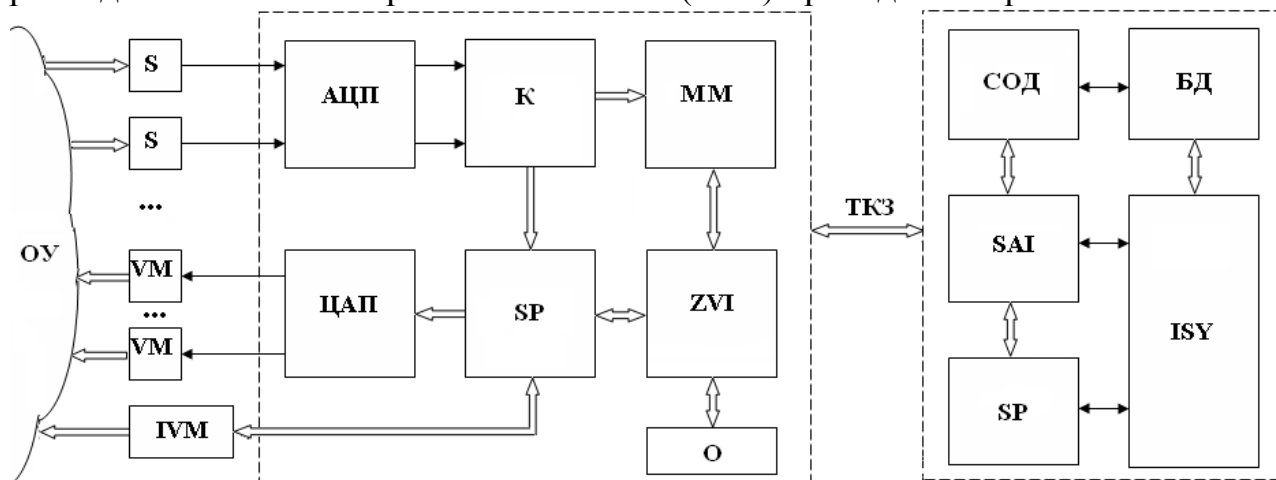 S
АЦП
К
ММ
СОД
БД
S
...
ОУ
ТКЗ
SAI
VM
ЦАП
SP
ZVI
ISY
...
VM
IVM
О
SP